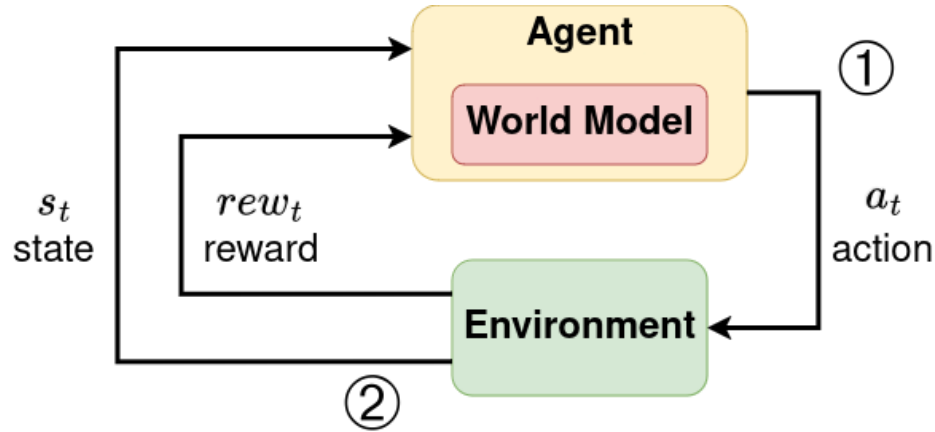 Agent
①
World Model
s_t
state
rew_t
reward
a_t
action
Environment
②